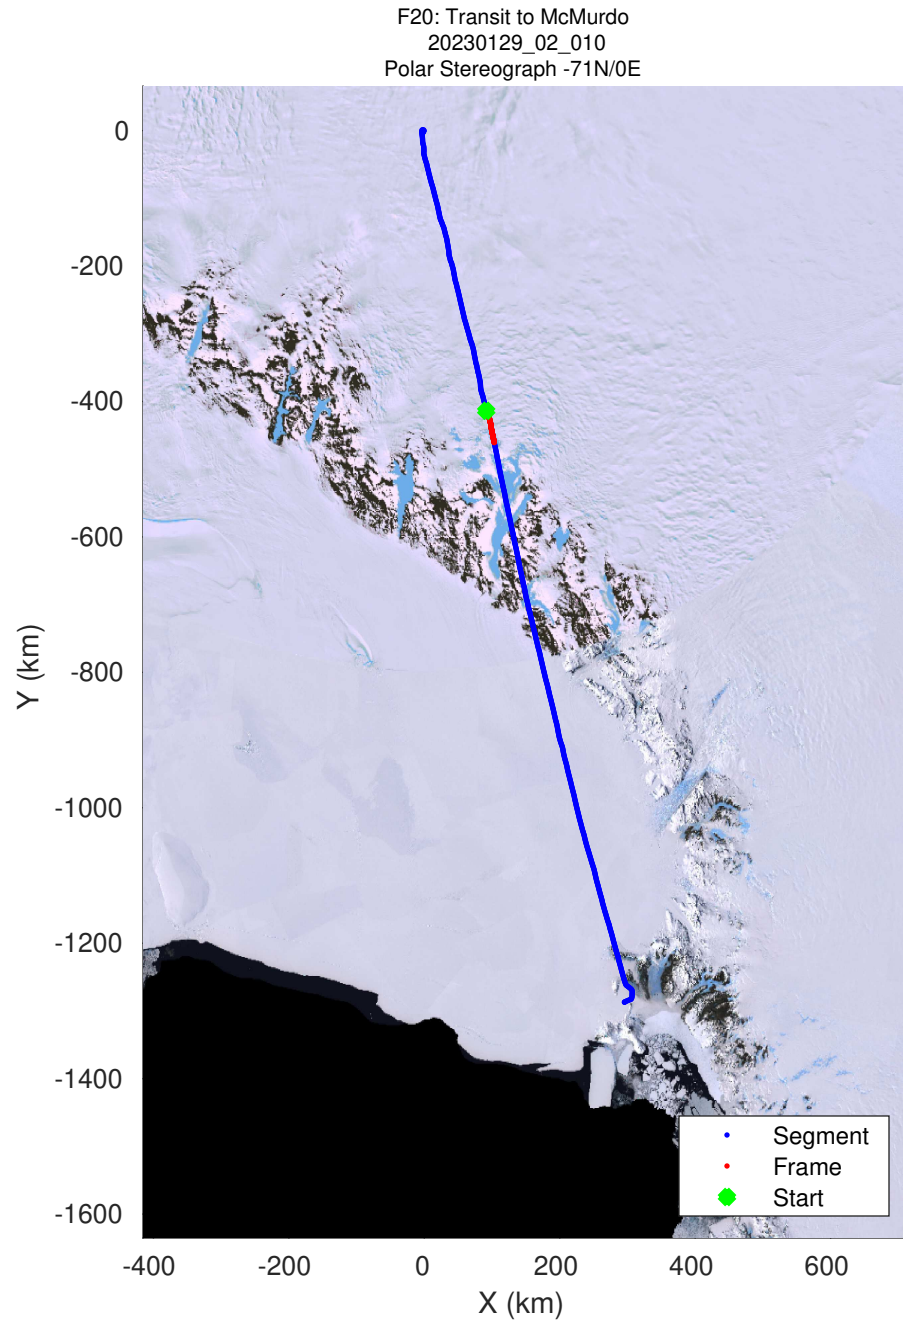 F20: Transit to McMurdo
20230129_02_010
Polar Stereograph -71N/0E
0
-200
-400
-600
-800
-1000
-1200
-1400
-1600
Y (km)
-400 -200 0 200 400 600
X (km)
Segment
Frame
Start